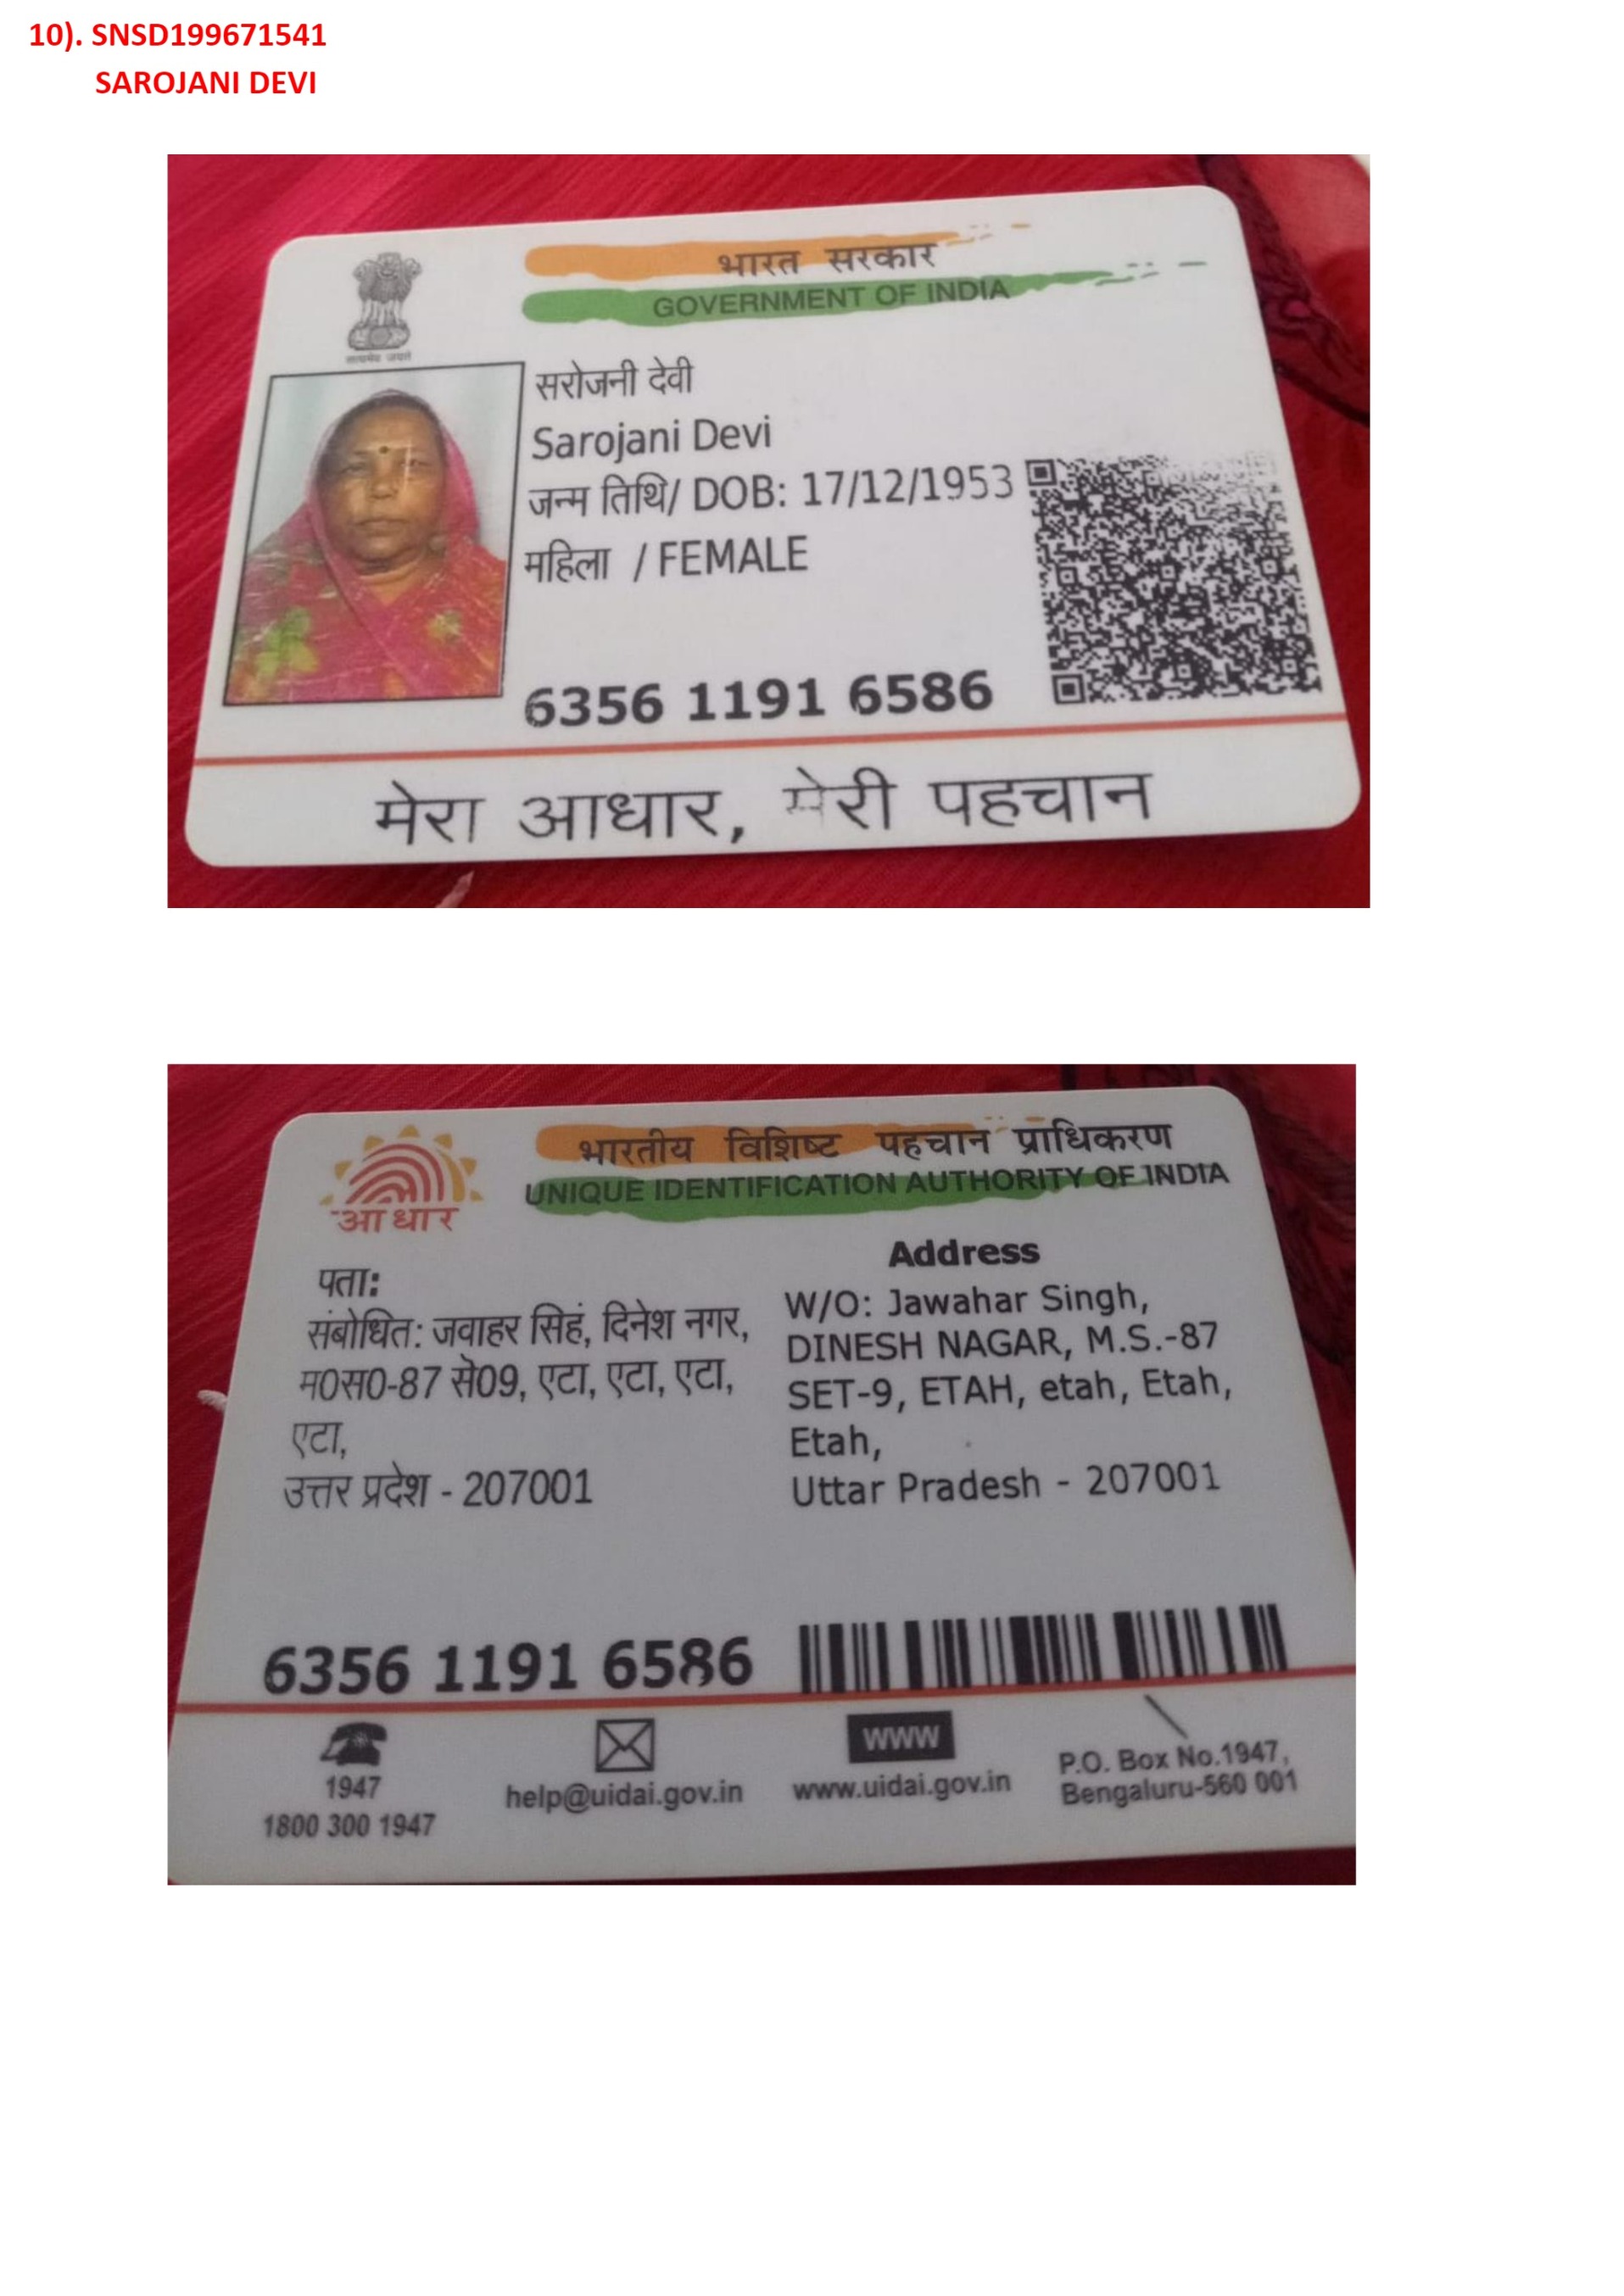 10). SNSD199671541
SAROJANI DEVI
सत्यमेव जयते
भारत सरकार
GOVERNMENT OF INDIA
सरोजनी देवी
Sarojani Devi
जन्म तिथि/ DOB: 17/12/1953
महिला / FEMALE
6356 1191 6586
मेरा आधार, मेरी पहचान
भारतीय विशिष्ट पहचान प्राधिकरण
UNIQUE IDENTIFICATION AUTHORITY OF INDIA
आधार
पता:
संबोधित: जवाहर सिहं, दिनेश नगर,
म0स0-87 से09, एटा, एटा, एटा,
एटा,
उत्तर प्रदेश - 207001
Address
W/O: Jawahar Singh,
DINESH NAGAR, M.S.-87
SET-9, ETAH, etah, Etah,
Etah,
Uttar Pradesh - 207001
6356 1191 6586
1947
1800 300 1947
help@uidai.gov.in
www
www.uidai.gov.in
P.O. Box No.1947,
Bengaluru-560 001